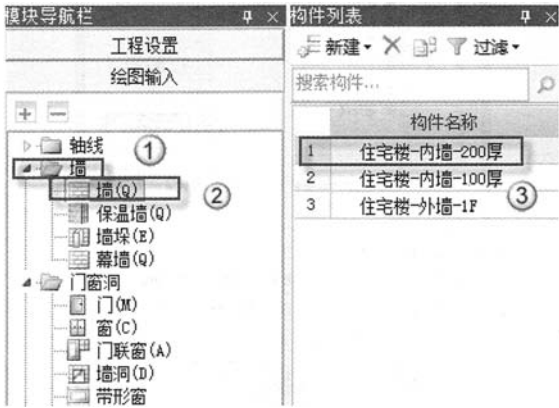 模块导航栏
工程设置
绘图输入
轴线
墙
墙(Q)
保温墙(Q)
墙垛(E)
幕墙(Q)
门窗洞
门(M)
窗(C)
门联窗(A)
墙洞(D)
带形窗
①
②
构件列表
新建 过滤
搜索构件...
构件名称
1 住宅楼-内墙-200厚
2 住宅楼-内墙-100厚
3 住宅楼-外墙-1F
③